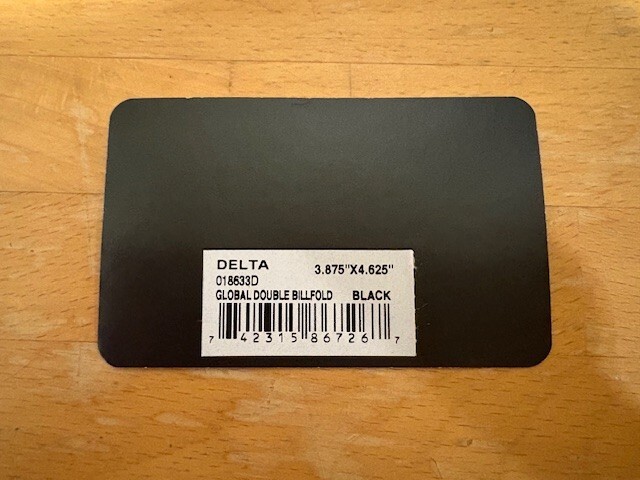 DELTA 3.875"X4.625"
018633D
GLOBAL DOUBLE BILLFOLD BLACK
7 42315 86726 7